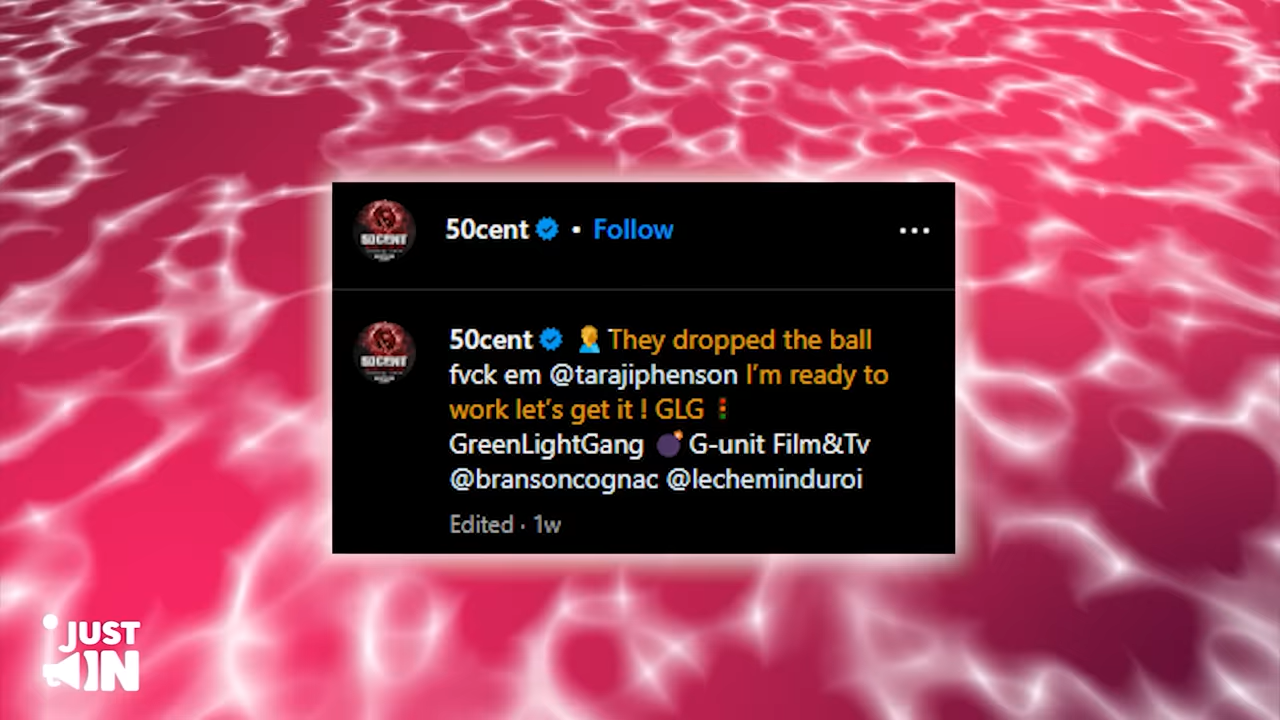 50cent • Follow
50cent 🤦 They dropped the ball
fvck em @tarajiphenson I'm ready to
work let's get it ! GLG 🚦
GreenLightGang 💣 G-unit Film&Tv
@bransoncognac @lecheminduroi
Edited · 1w
JUST
IN